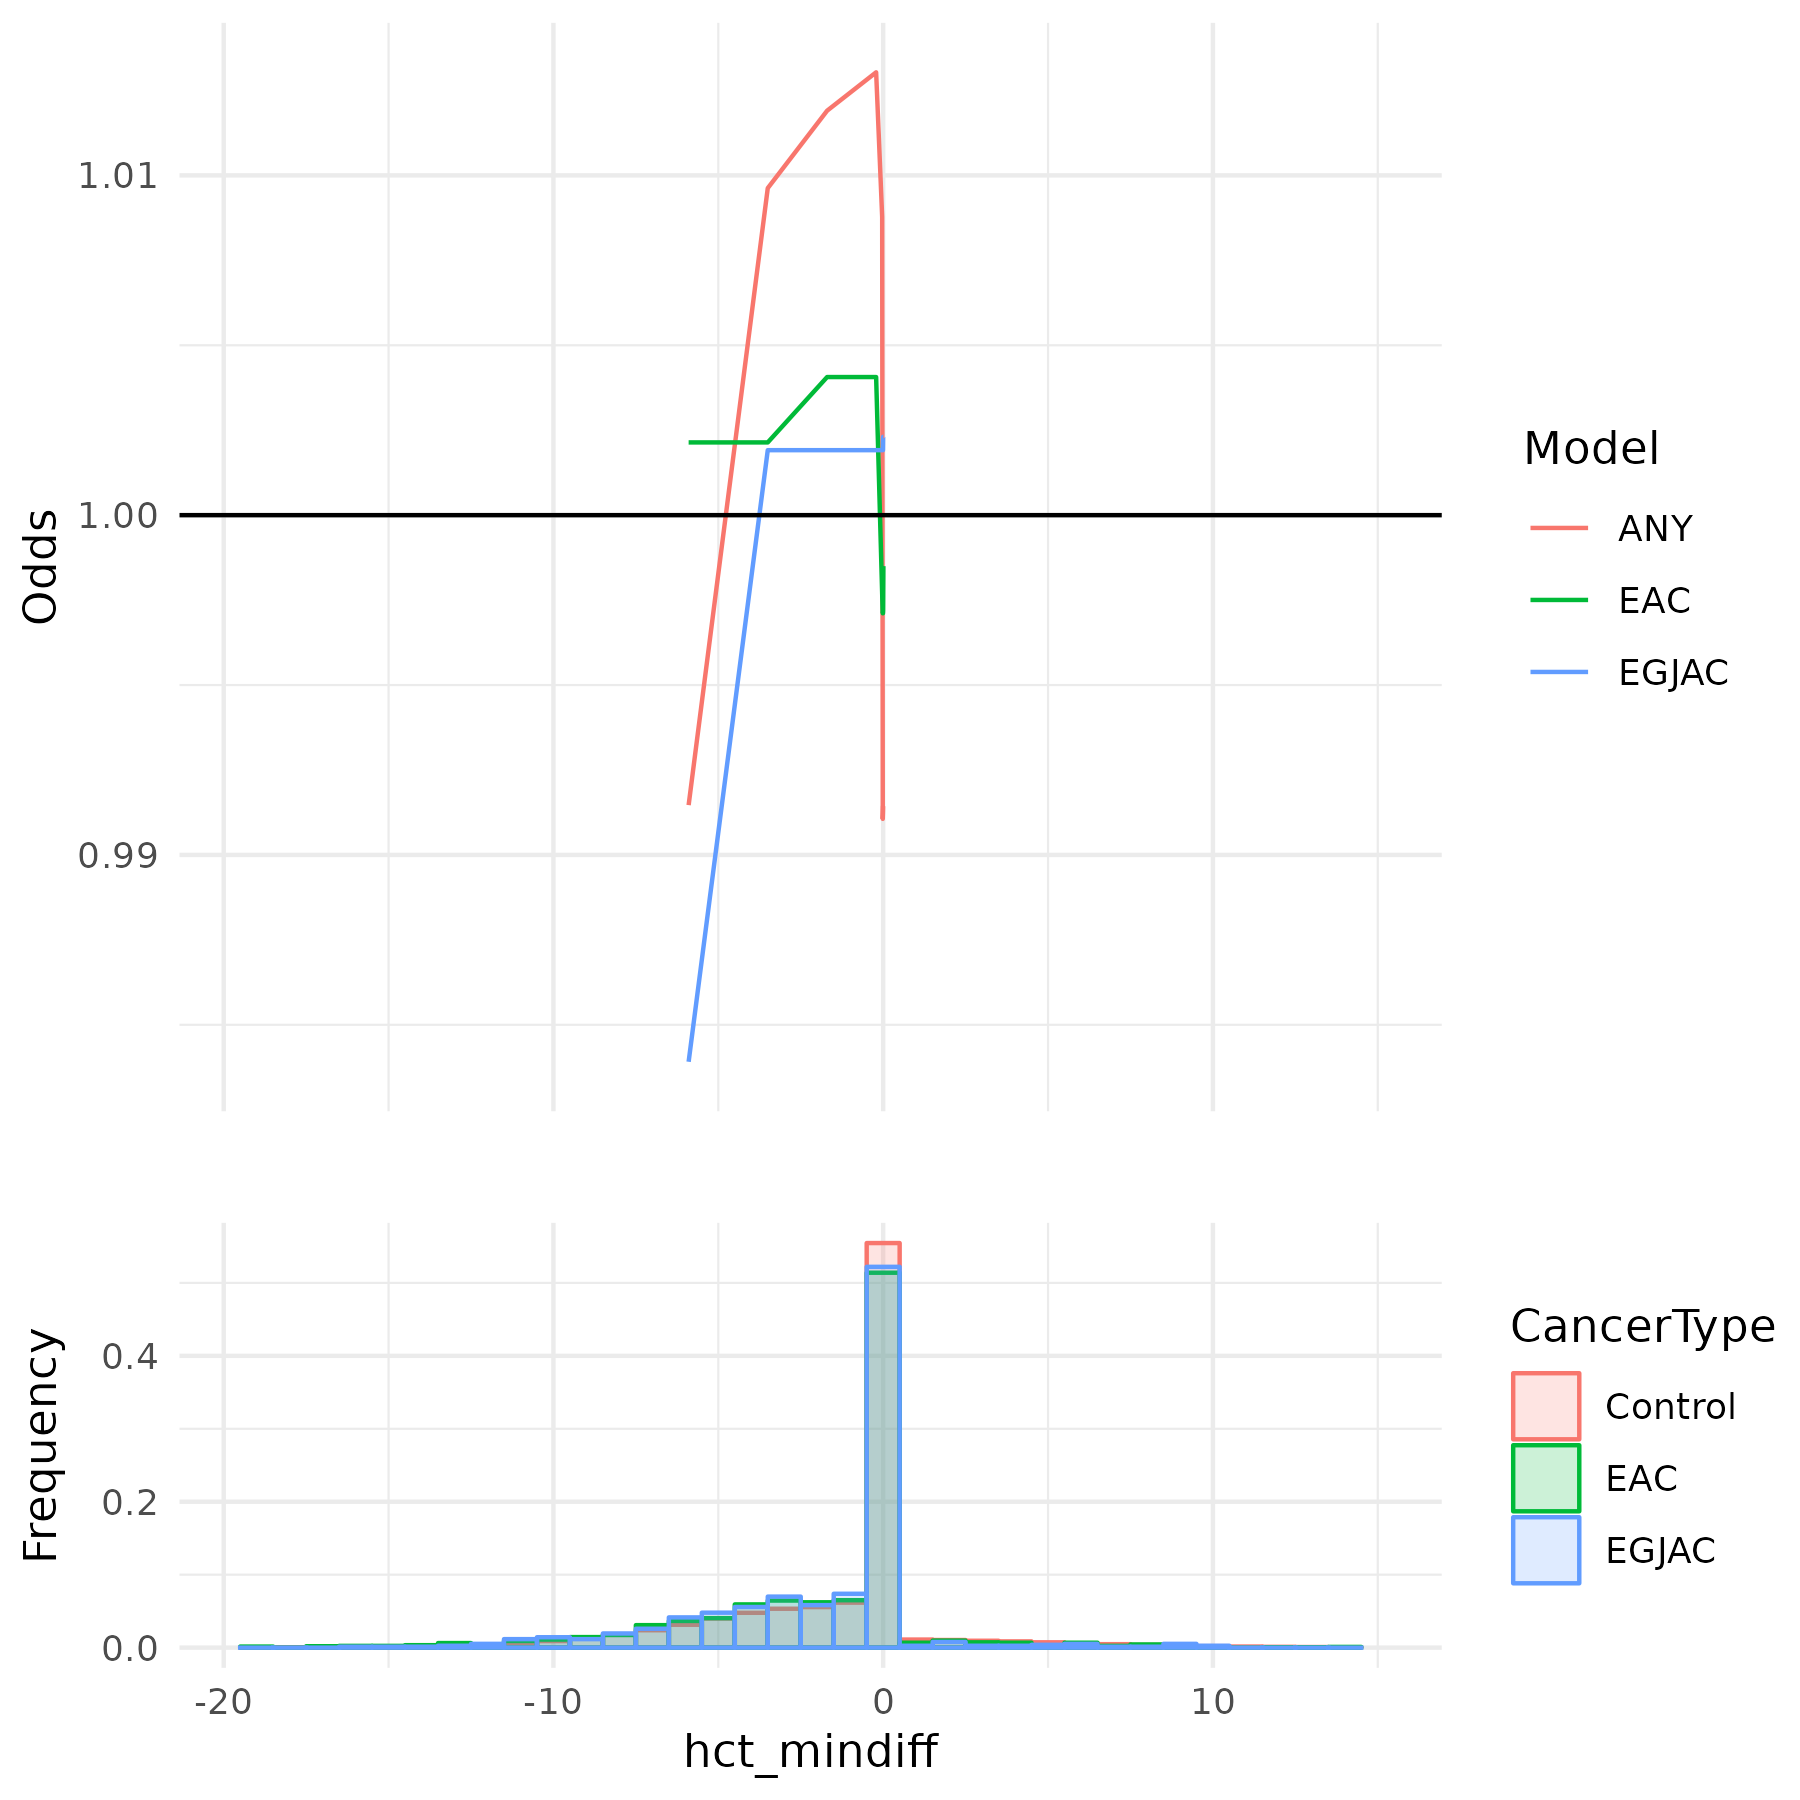 1.01
1.00
0.99
Odds
Model
ANY
EAC
EGJAC
0.4
0.2
0.0
Frequency
-20
-10
0
10
hct_mindiff
CancerType
Control
EAC
EGJAC